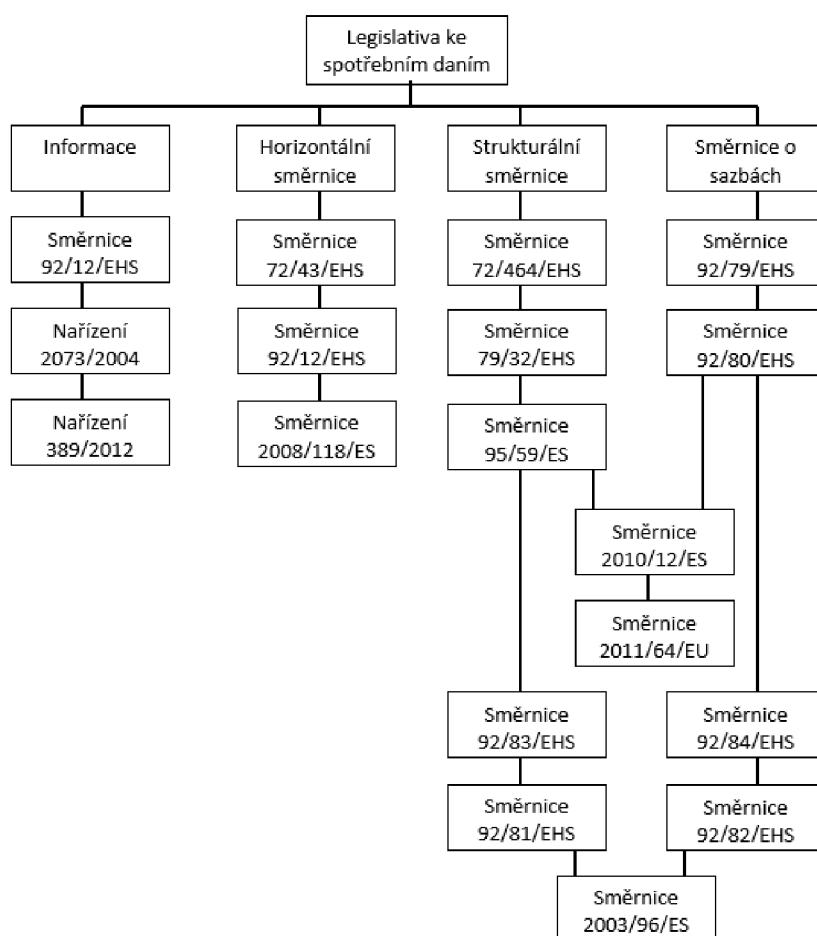 Legislativa ke
spotřebním daním
Informace
Směrnice
92/12/EHS
Nařízení
2073/2004
Nařízení
389/2012
Horizontální
směrnice
Směrnice
72/43/EHS
Směrnice
92/12/EHS
Směrnice
2008/118/ES
Strukturální
směrnice
Směrnice
72/464/EHS
Směrnice
79/32/EHS
Směrnice
95/59/ES
Směrnice o
sazbách
Směrnice
92/79/EHS
Směrnice
92/80/EHS
Směrnice
2010/12/ES
Směrnice
2011/64/EU
Směrnice
92/83/EHS
Směrnice
92/81/EHS
Směrnice
92/84/EHS
Směrnice
92/82/EHS
Směrnice
2003/96/ES